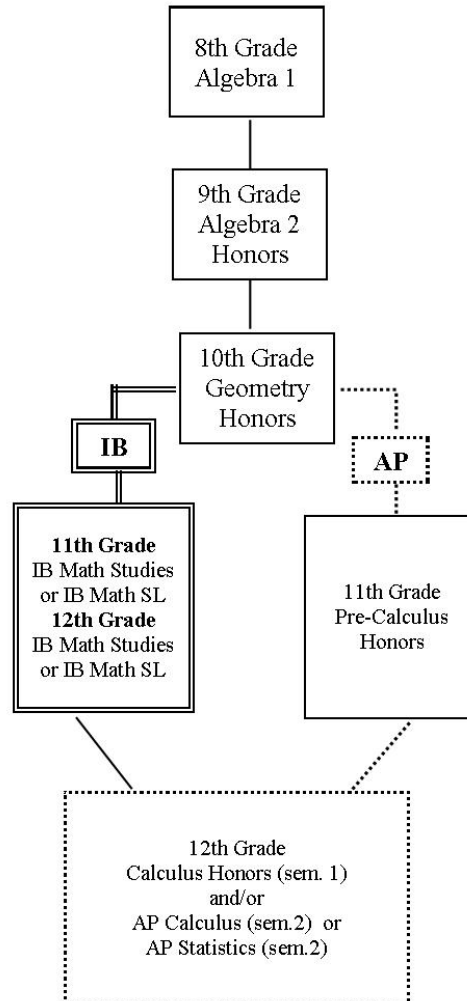 8th Grade
Algebra 1
9th Grade
Algebra 2
Honors
10th Grade
Geometry
Honors
IB
AP
11th Grade
IB Math Studies
or IB Math SL
12th Grade
IB Math Studies
or IB Math SL
11th Grade
Pre-Calculus
Honors
12th Grade
Calculus Honors (sem. 1)
and/or
AP Calculus (sem.2) or
AP Statistics (sem.2)